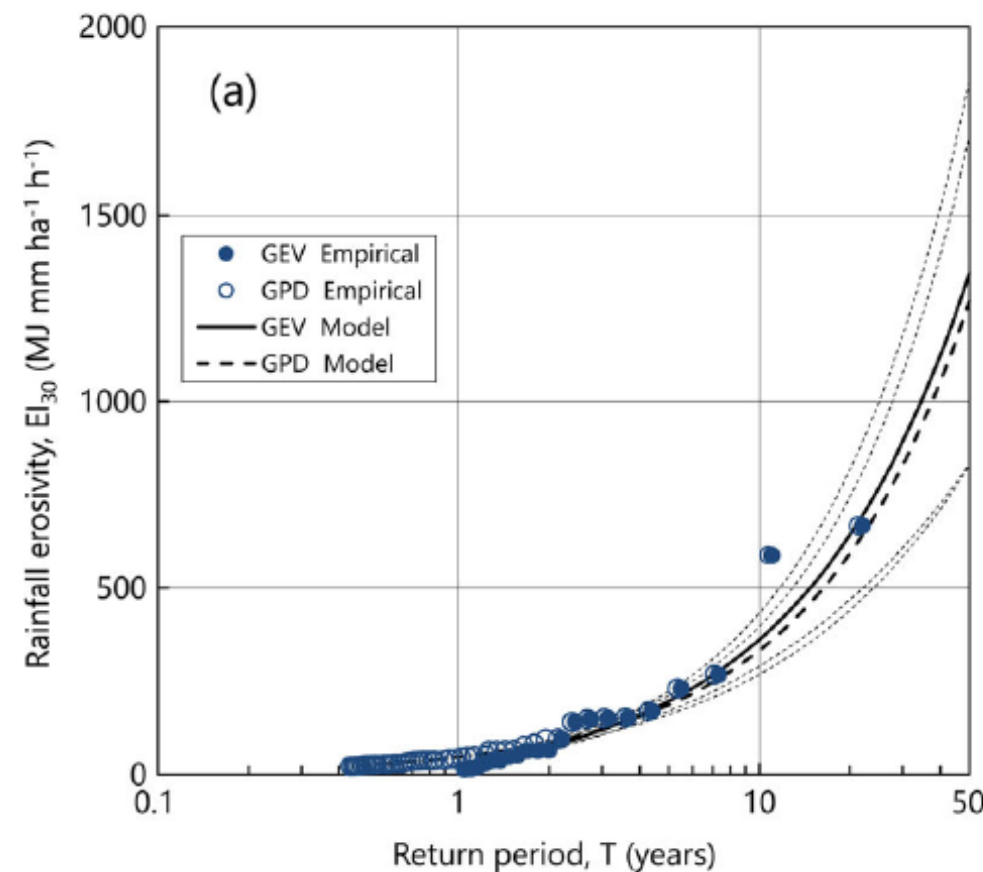 2000
(a)
1500
GEV Empirical
GPD Empirical
GEV Model
GPD Model
1000
500
0
0.1
1
10
50
Rainfall erosivity, EI₃₀ (MJ mm ha⁻¹ h⁻¹)
Return period, T (years)